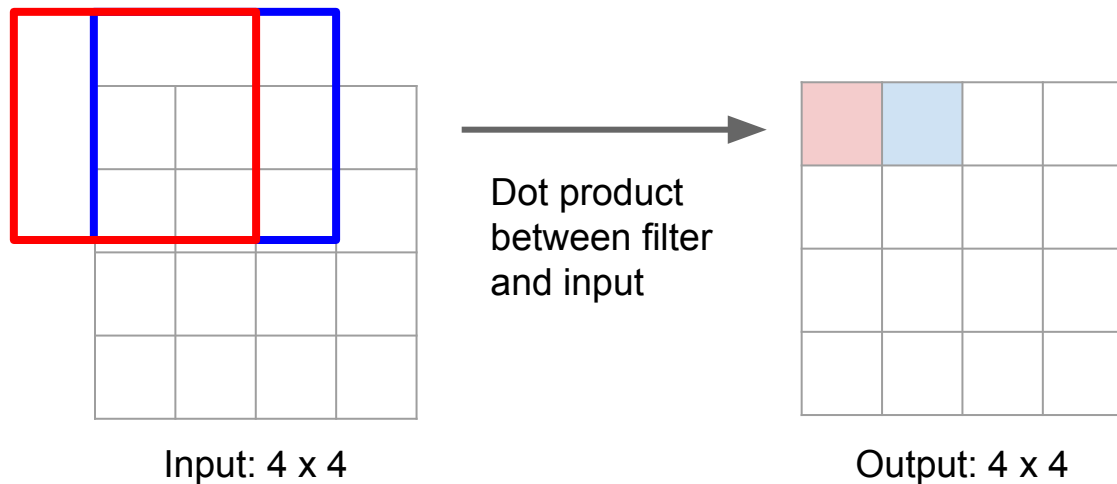 Dot product
between filter
and input
Input: 4 x 4
Output: 4 x 4